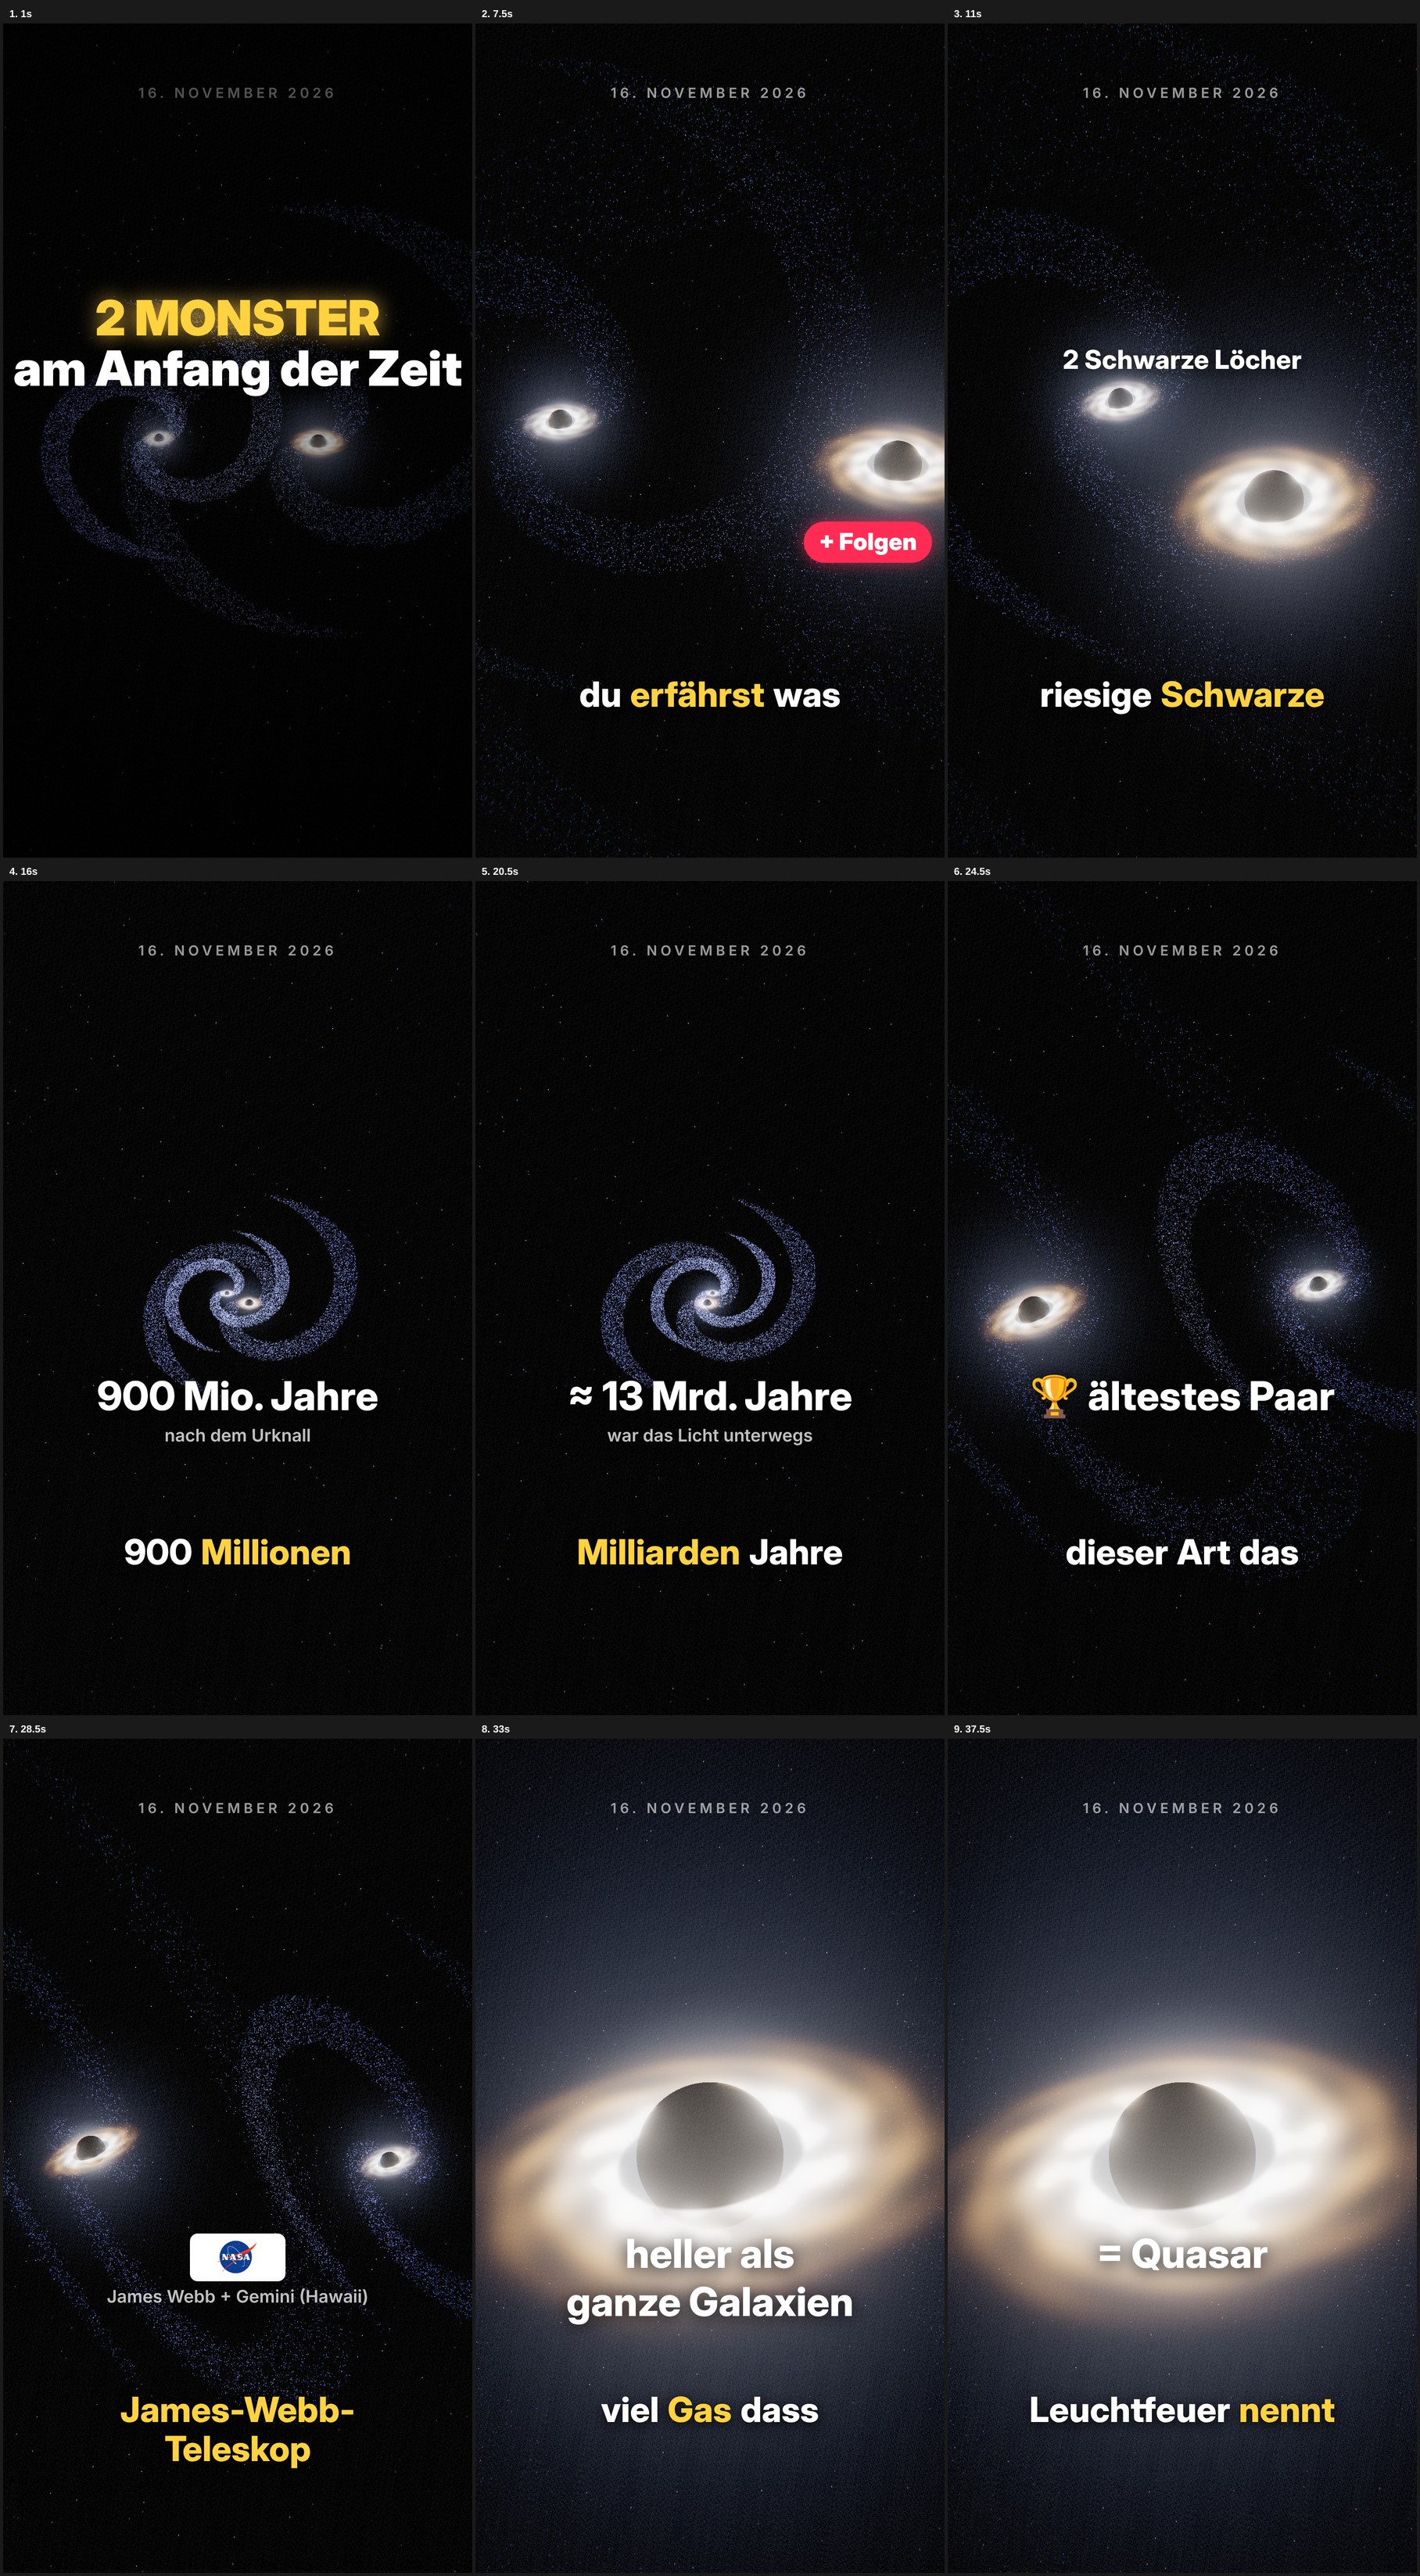 1. 1s
16. NOVEMBER 2026
2 MONSTER
am Anfang der Zeit
2. 7.5s
16. NOVEMBER 2026
+ Folgen
du erfährst was
3. 11s
16. NOVEMBER 2026
2 Schwarze Löcher
riesige Schwarze
4. 16s
16. NOVEMBER 2026
900 Mio. Jahre
nach dem Urknall
900 Millionen
5. 20.5s
16. NOVEMBER 2026
≈ 13 Mrd. Jahre
war das Licht unterwegs
Milliarden Jahre
6. 24.5s
16. NOVEMBER 2026
🏆 ältestes Paar
dieser Art das
7. 28.5s
16. NOVEMBER 2026
NASA
James Webb + Gemini (Hawaii)
James-Webb-
Teleskop
8. 33s
16. NOVEMBER 2026
heller als
ganze Galaxien
viel Gas dass
9. 37.5s
16. NOVEMBER 2026
= Quasar
Leuchtfeuer nennt